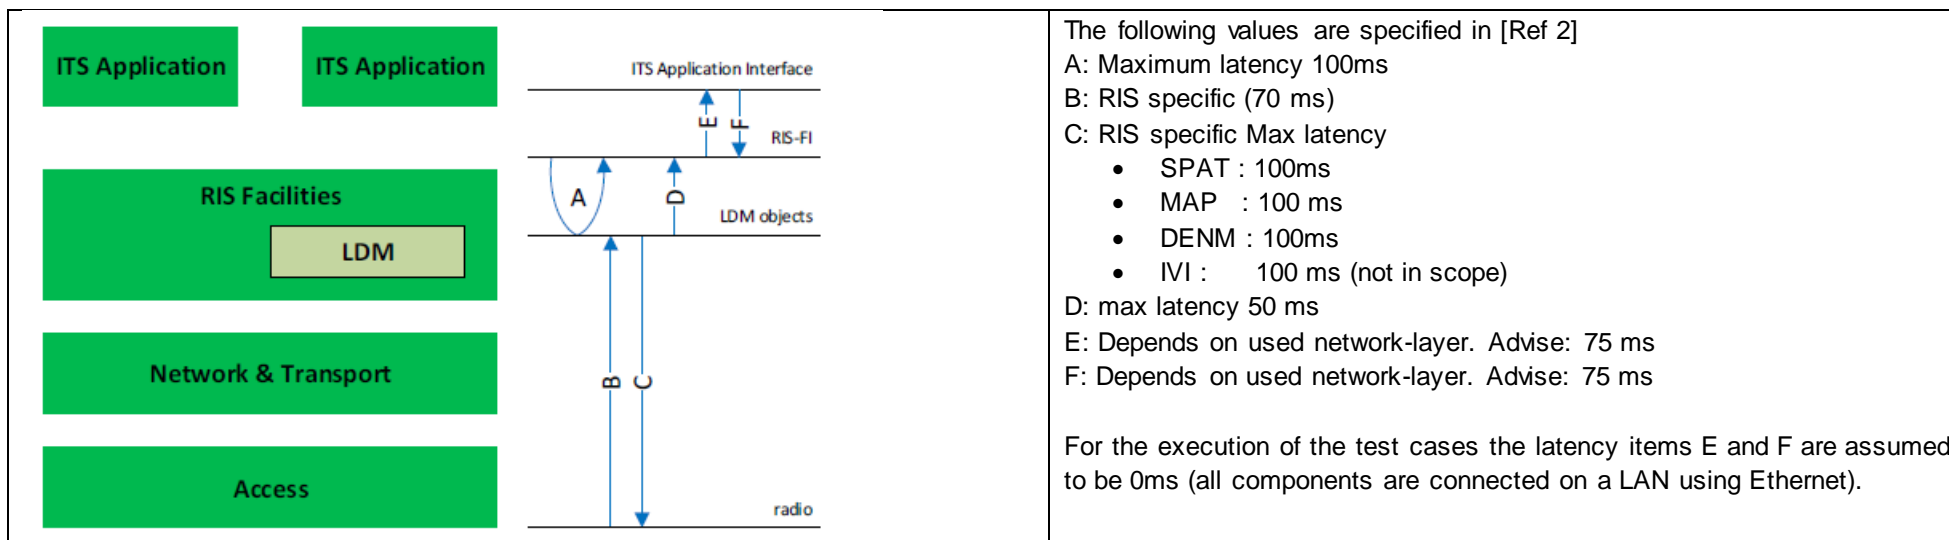 ITS Application
ITS Application
RIS Facilities
LDM
Network & Transport
Access
ITS Application Interface
E
F
RIS-FI
A
D
LDM objects
B
C
radio
The following values are specified in [Ref 2]
A: Maximum latency 100ms
B: RIS specific (70 ms)
C: RIS specific Max latency
• SPAT : 100ms
• MAP : 100 ms
• DENM : 100ms
• IVI : 100 ms (not in scope)
D: max latency 50 ms
E: Depends on used network-layer. Advise: 75 ms
F: Depends on used network-layer. Advise: 75 ms
For the execution of the test cases the latency items E and F are assumed
to be 0ms (all components are connected on a LAN using Ethernet).